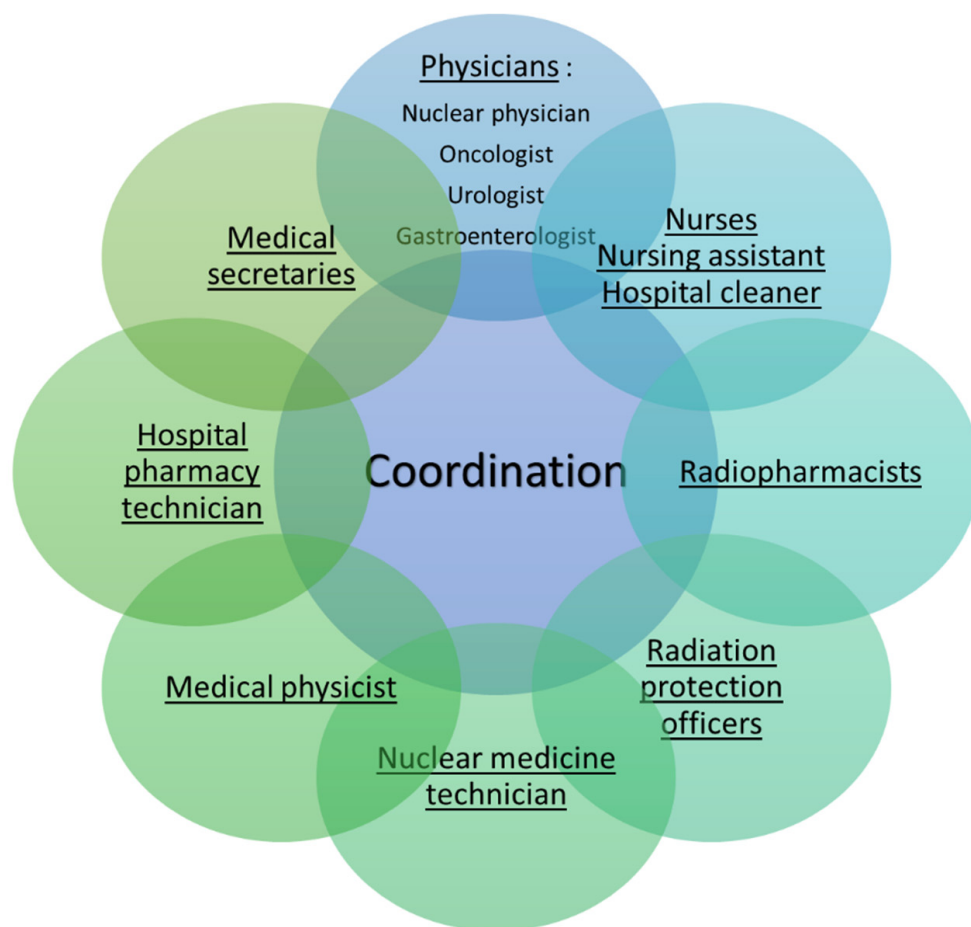 Physicians :
Nuclear physician
Oncologist
Urologist
Gastroenterologist
Nurses
Nursing assistant
Hospital cleaner
Radiopharmacists
Radiation
protection
officers
Nuclear medicine
technician
Medical physicist
Hospital
pharmacy
technician
Medical
secretaries
Coordination